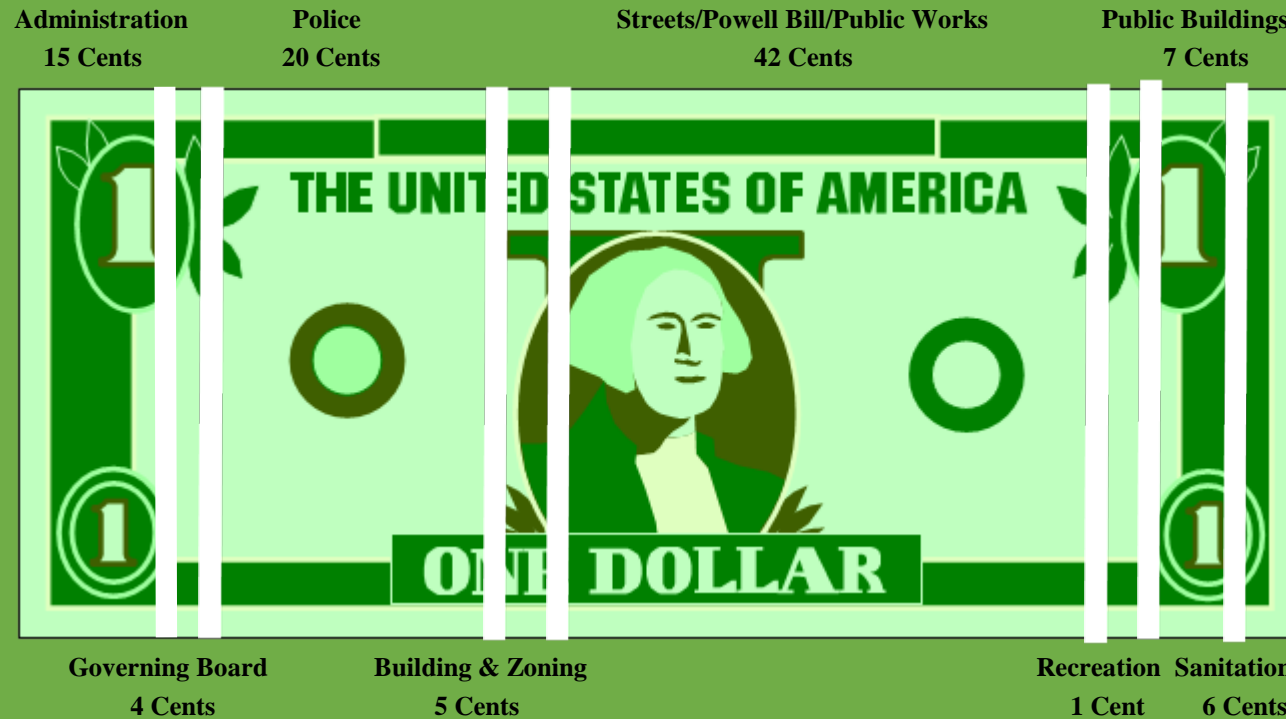 Administration Police Streets/Powell Bill/Public Works Public Buildings
15 Cents 20 Cents 42 Cents 7 Cents
1 1
THE UNITED STATES OF AMERICA
1 1
ONE DOLLAR
Governing Board Building & Zoning Recreation Sanitation
4 Cents 5 Cents 1 Cent 6 Cents